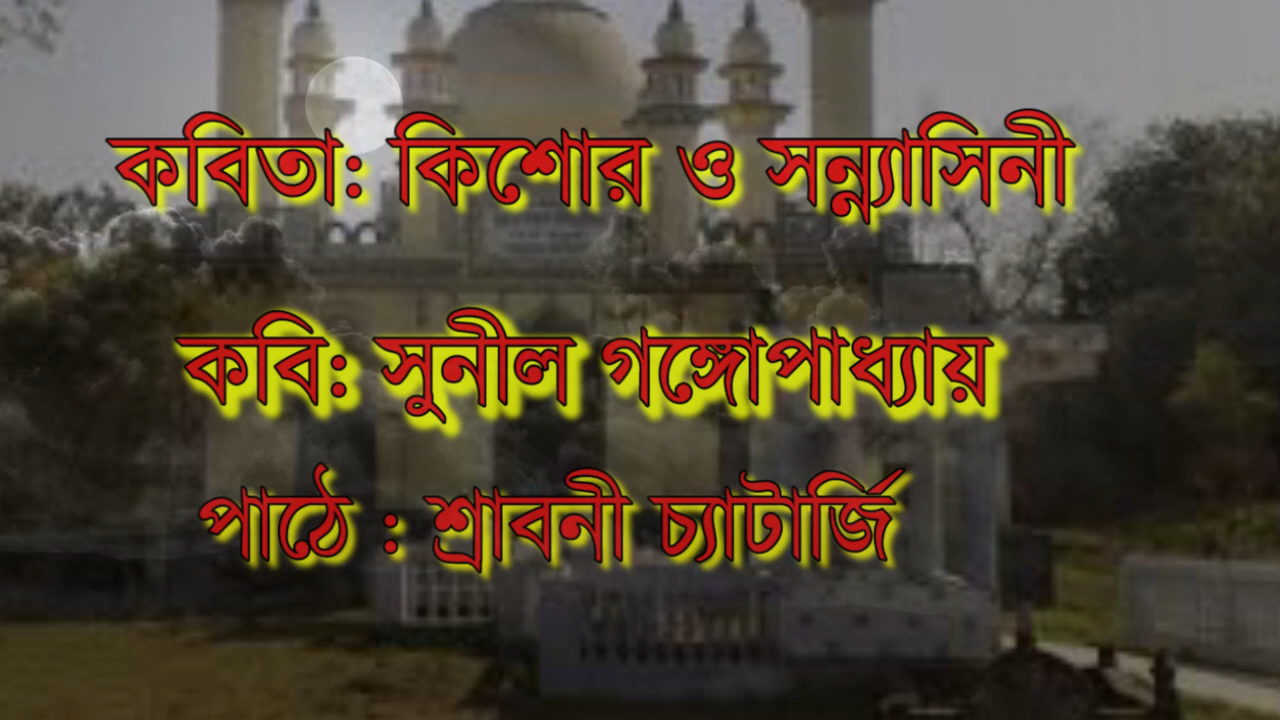 কবিতা: কিশোর ও সন্ন্যাসিনী
কবি: সুনীল গঙ্গোপাধ্যায়
পাঠে : শ্রাবনী চ্যাটার্জি